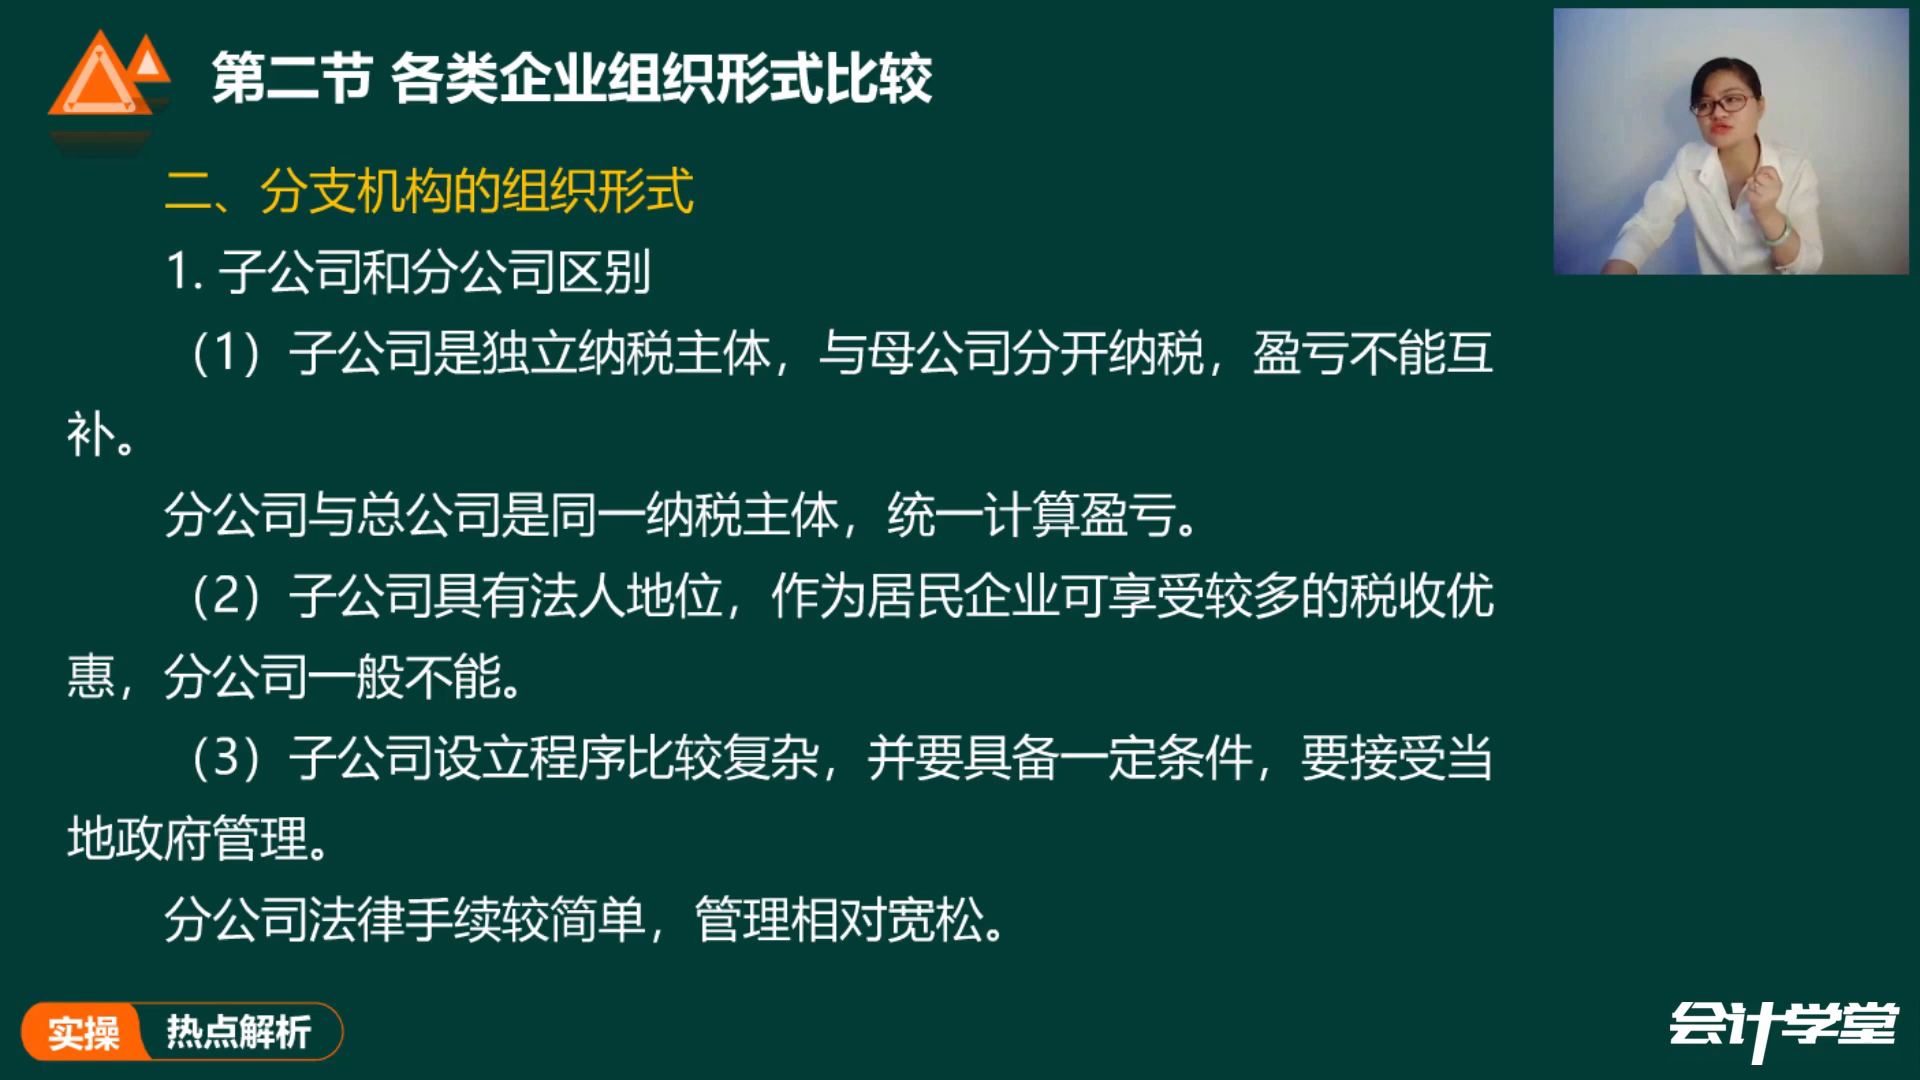 第二节 各类企业组织形式比较
二、分支机构的组织形式
1. 子公司和分公司区别
（1）子公司是独立纳税主体，与母公司分开纳税，盈亏不能互
补。
分公司与总公司是同一纳税主体，统一计算盈亏。
（2）子公司具有法人地位，作为居民企业可享受较多的税收优
惠，分公司一般不能。
（3）子公司设立程序比较复杂，并要具备一定条件，要接受当
地政府管理。
分公司法律手续较简单，管理相对宽松。
实操 热点解析
会计学堂